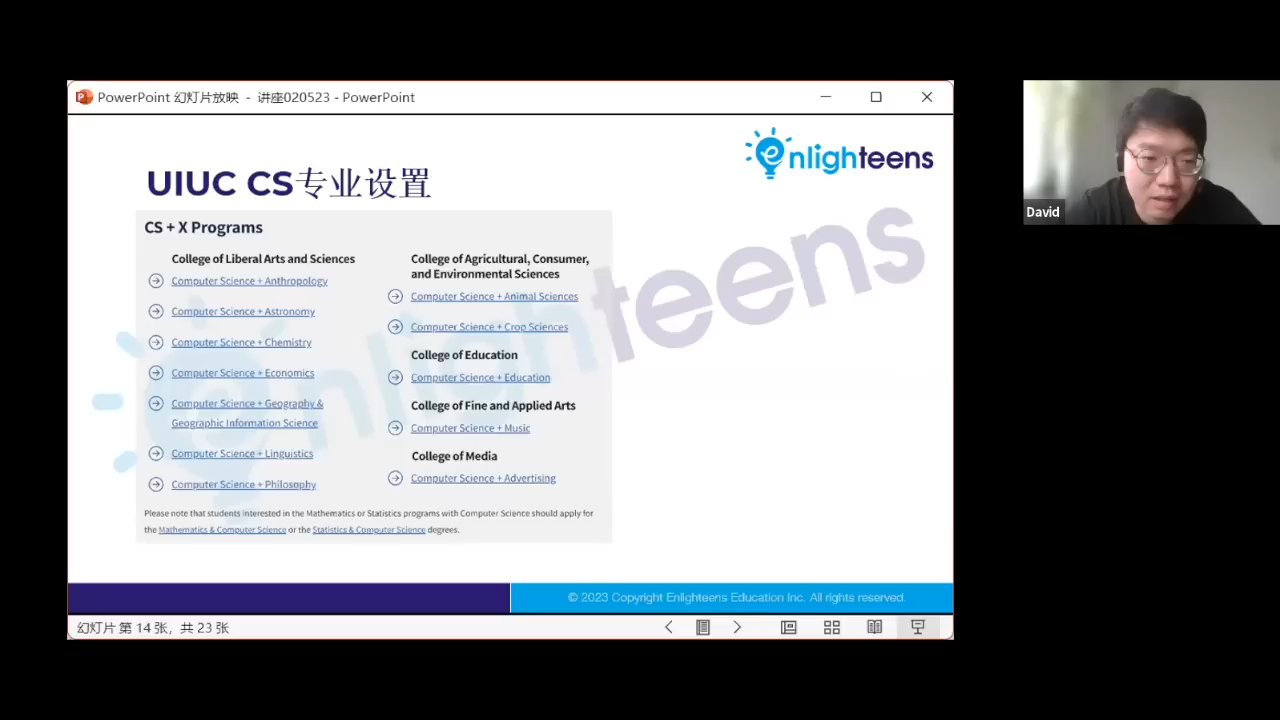 PowerPoint 幻灯片放映 - 讲座020523 - PowerPoint
enlighteens
UIUC CS专业设置
CS + X Programs
College of Liberal Arts and Sciences
Computer Science + Anthropology
Computer Science + Astronomy
Computer Science + Chemistry
Computer Science + Economics
Computer Science + Geography &
Geographic Information Science
Computer Science + Linguistics
Computer Science + Philosophy
College of Agricultural, Consumer,
and Environmental Sciences
Computer Science + Animal Sciences
Computer Science + Crop Sciences
College of Education
Computer Science + Education
College of Fine and Applied Arts
Computer Science + Music
College of Media
Computer Science + Advertising
Please note that students interested in the Mathematics or Statistics programs with Computer Science should apply for
the Mathematics & Computer Science or the Statistics & Computer Science degrees.
enlighteens
© 2023 Copyright Enlighteens Education Inc. All rights reserved.
幻灯片 第 14 张，共 23 张
David